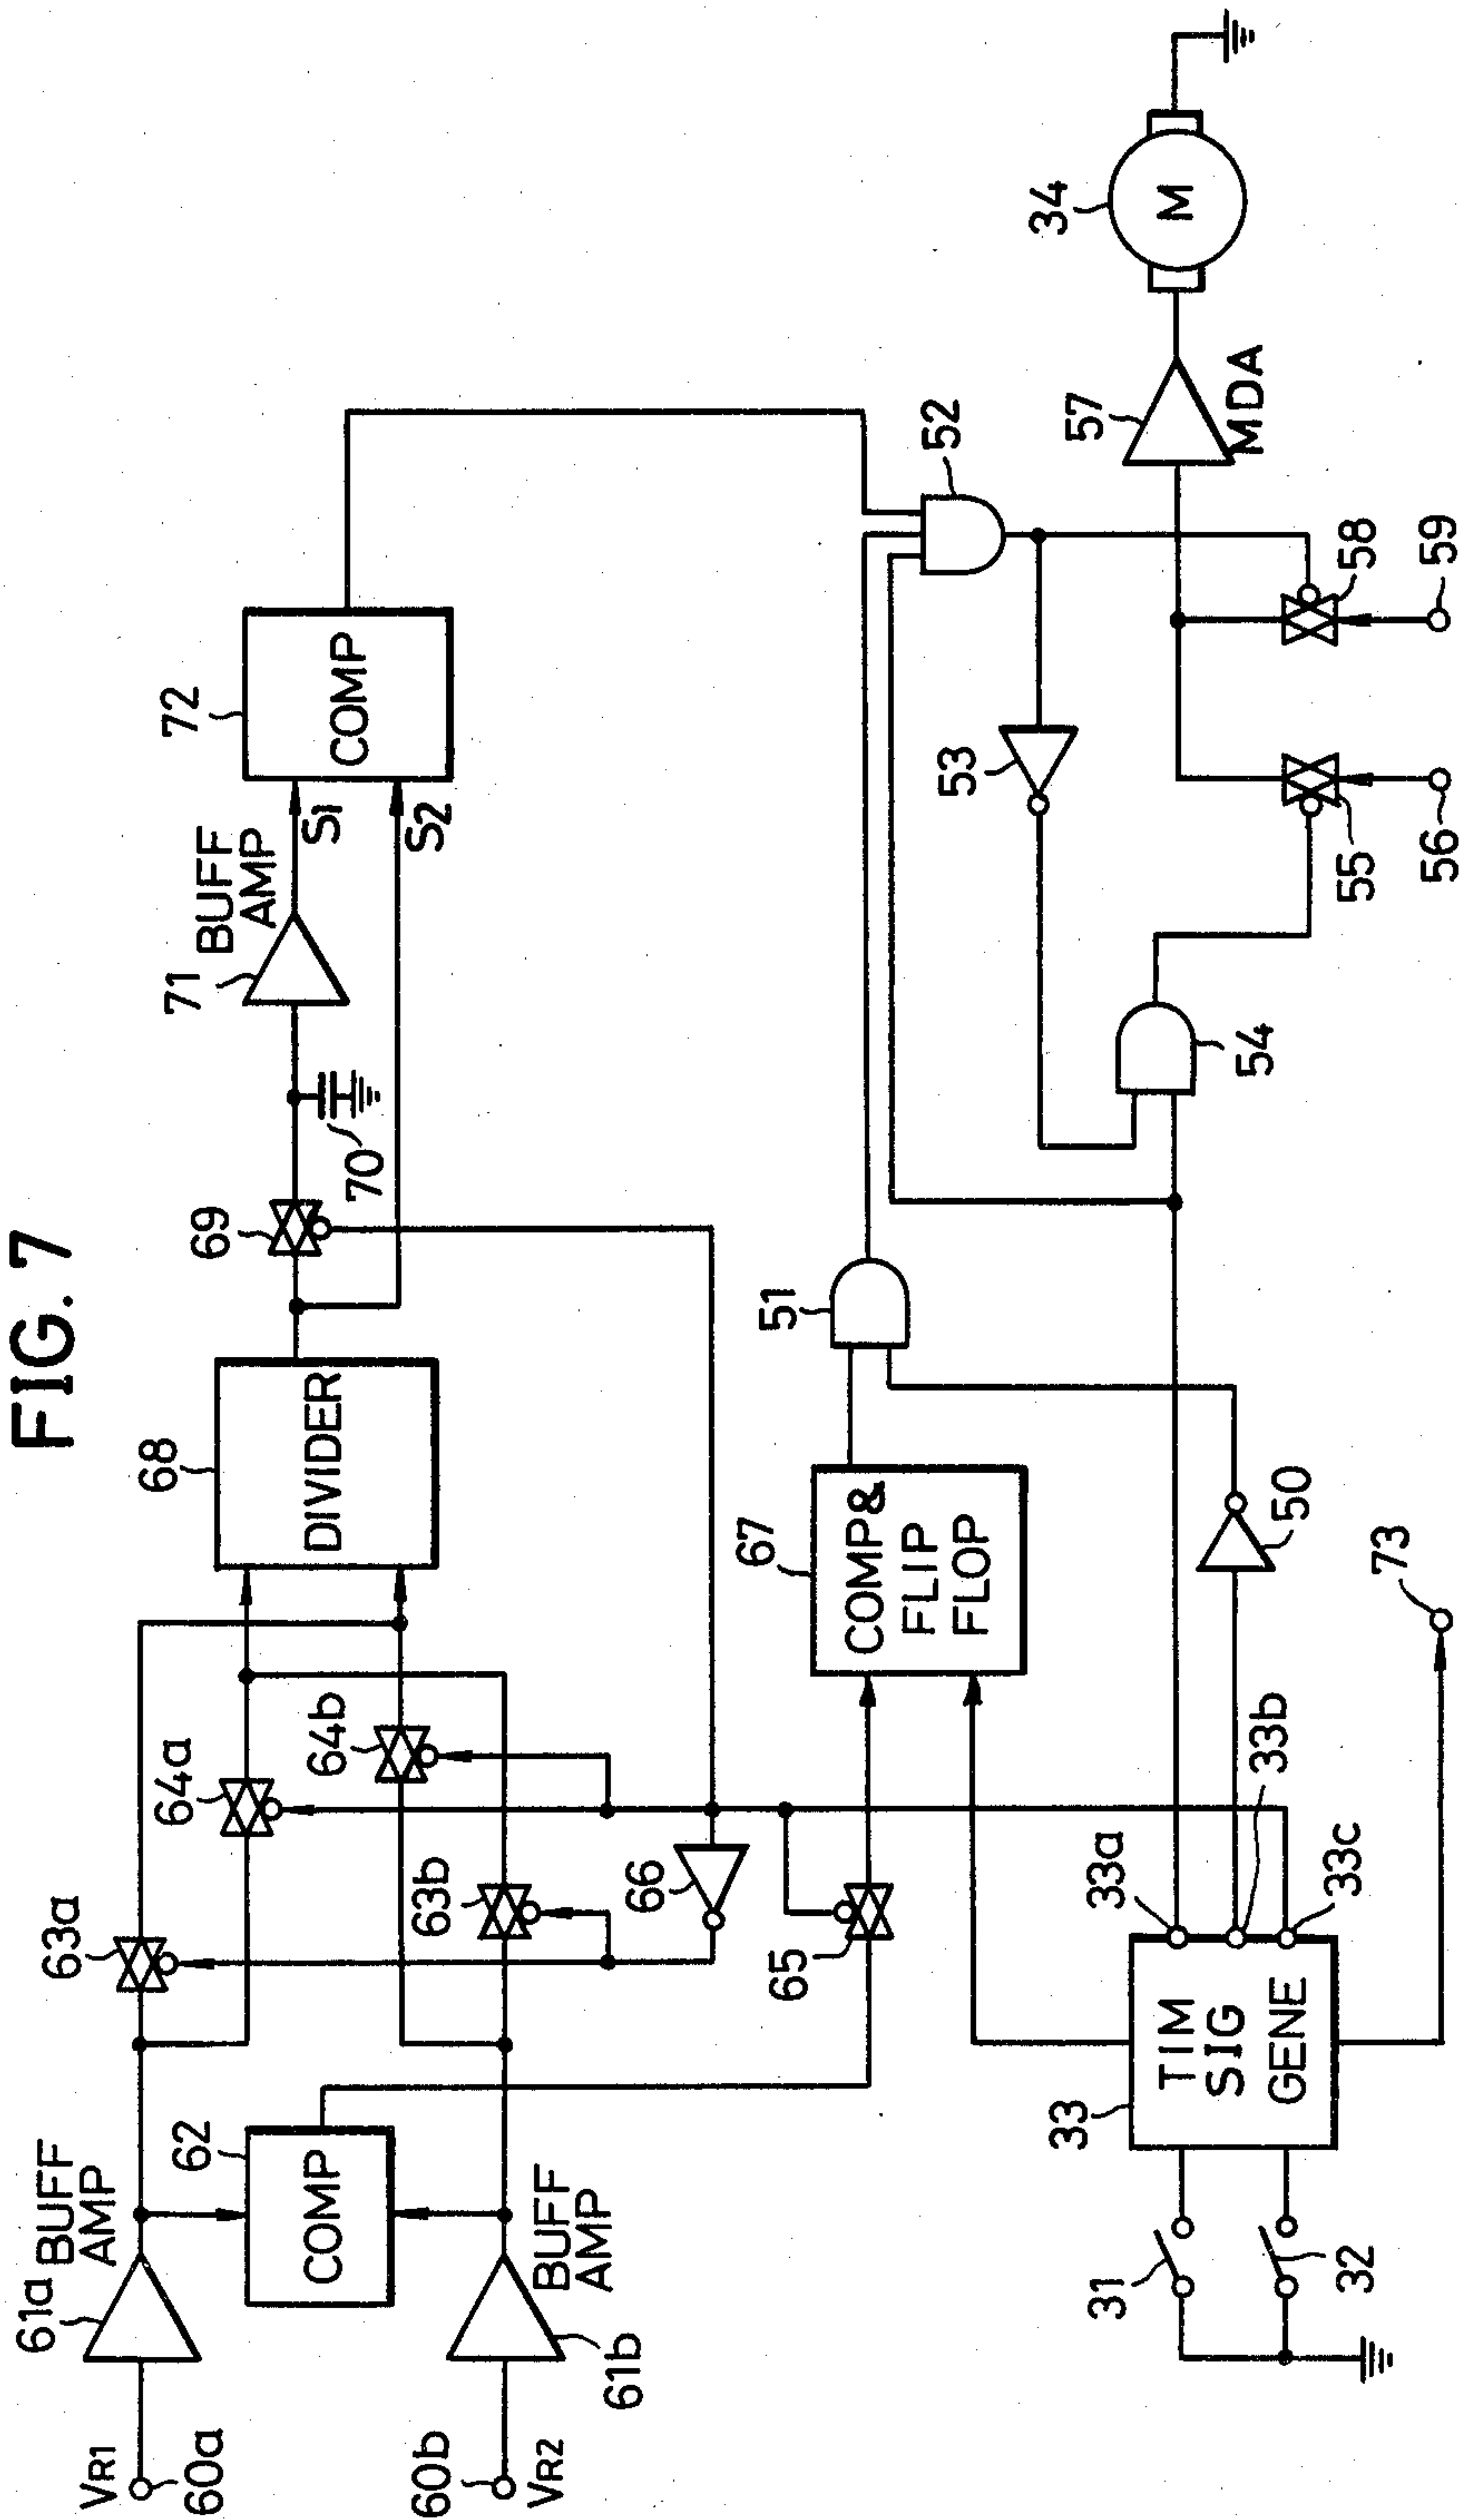 FIG. 7
VR1
60a
61a
BUFF
AMP
62
COMP
60b
VR2
61b
BUFF
AMP
63a
64a
63b
64b
66
65
68
DIVIDER
69
70
71
BUFF
AMP
S1
S2
72
COMP
67
COMP&
FLIP
FLOP
51
52
53
54
55
56
57
MDA
58
59
34
M
31
32
33
TIM
SIG
GENE
33a
33b
33c
50
73